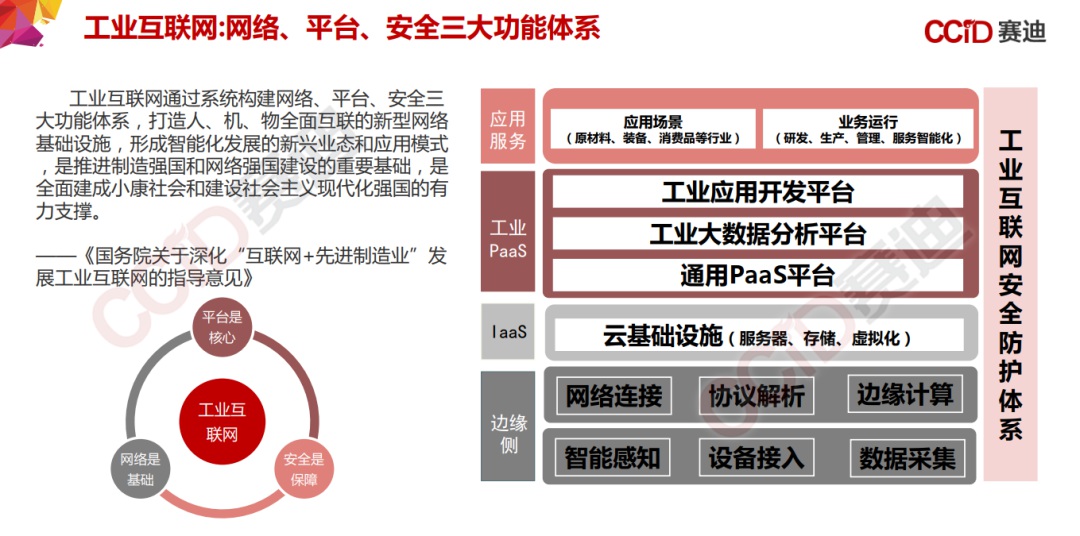 工业互联网:网络、平台、安全三大功能体系
CCID 赛迪
工业互联网通过系统构建网络、平台、安全三
大功能体系，打造人、机、物全面互联的新型网络
基础设施，形成智能化发展的新兴业态和应用模式
，是推进制造强国和网络强国建设的重要基础，是
全面建成小康社会和建设社会主义现代化强国的有
力支撑。
——《国务院关于深化“互联网+先进制造业”发
展工业互联网的指导意见》
平台是
核心
工业互
联网
网络是
基础
安全是
保障
应用
服务
应用场景
（原材料、装备、消费品等行业）
业务运行
（研发、生产、管理、服务智能化）
工业
PaaS
工业应用开发平台
工业大数据分析平台
通用PaaS平台
IaaS
云基础设施（服务器、存储、虚拟化）
边缘
侧
网络连接
协议解析
边缘计算
智能感知
设备接入
数据采集
工业互联网安全防护体系
CCID赛迪
CCID赛迪